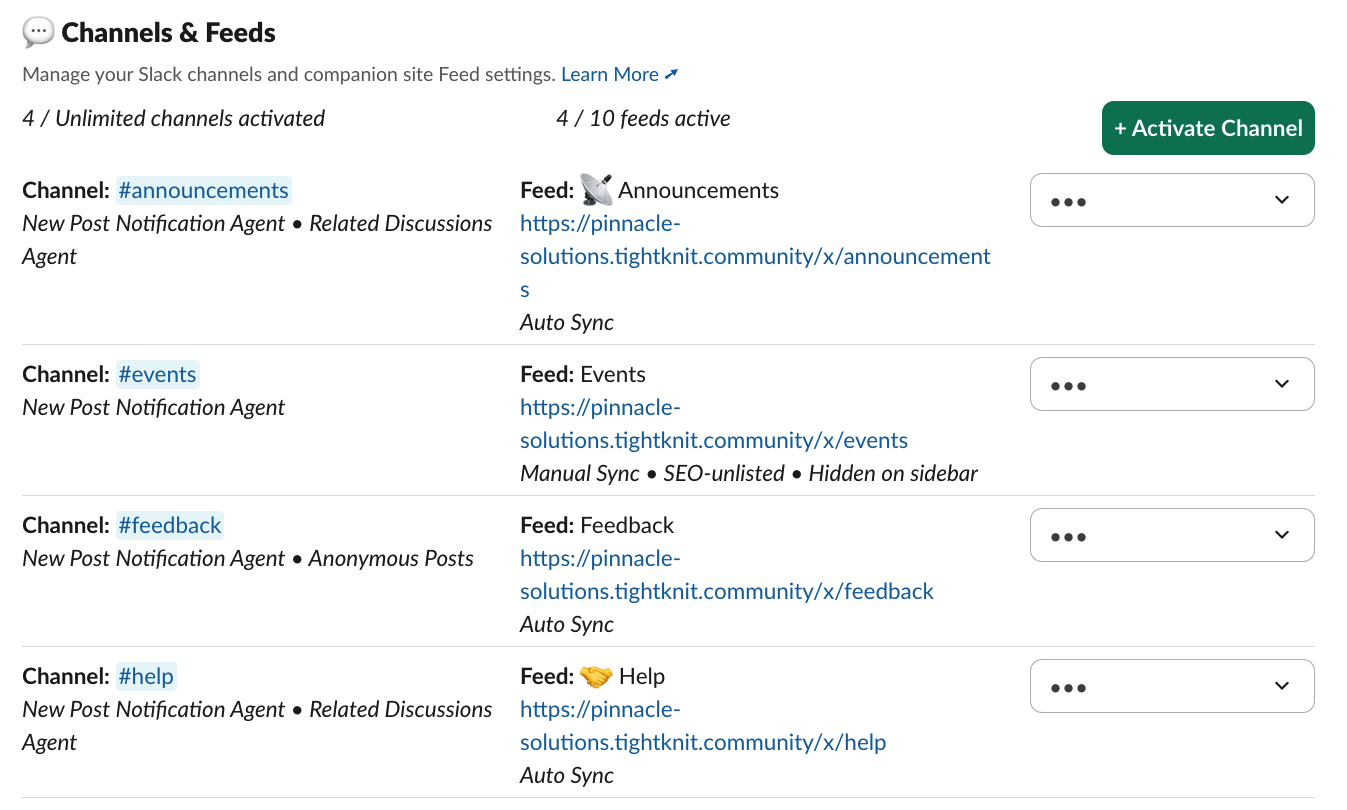 💬 Channels & Feeds
Manage your Slack channels and companion site Feed settings. Learn More ↗
4 / Unlimited channels activated
4 / 10 feeds active
+ Activate Channel
Channel: #announcements
New Post Notification Agent • Related Discussions
Agent
Feed: 📡 Announcements
https://pinnacle-
solutions.tightknit.community/x/announcement
s
Auto Sync
•••
Channel: #events
New Post Notification Agent
Feed: Events
https://pinnacle-
solutions.tightknit.community/x/events
Manual Sync • SEO-unlisted • Hidden on sidebar
•••
Channel: #feedback
New Post Notification Agent • Anonymous Posts
Feed: Feedback
https://pinnacle-
solutions.tightknit.community/x/feedback
Auto Sync
•••
Channel: #help
New Post Notification Agent • Related Discussions
Agent
Feed: 🤝 Help
https://pinnacle-
solutions.tightknit.community/x/help
Auto Sync
•••